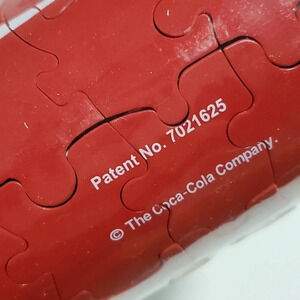 Patent No. 7021625
© The Coca-Cola Company.